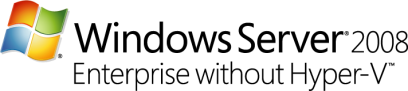 Windows Server® 2008
Enterprise without Hyper-V™